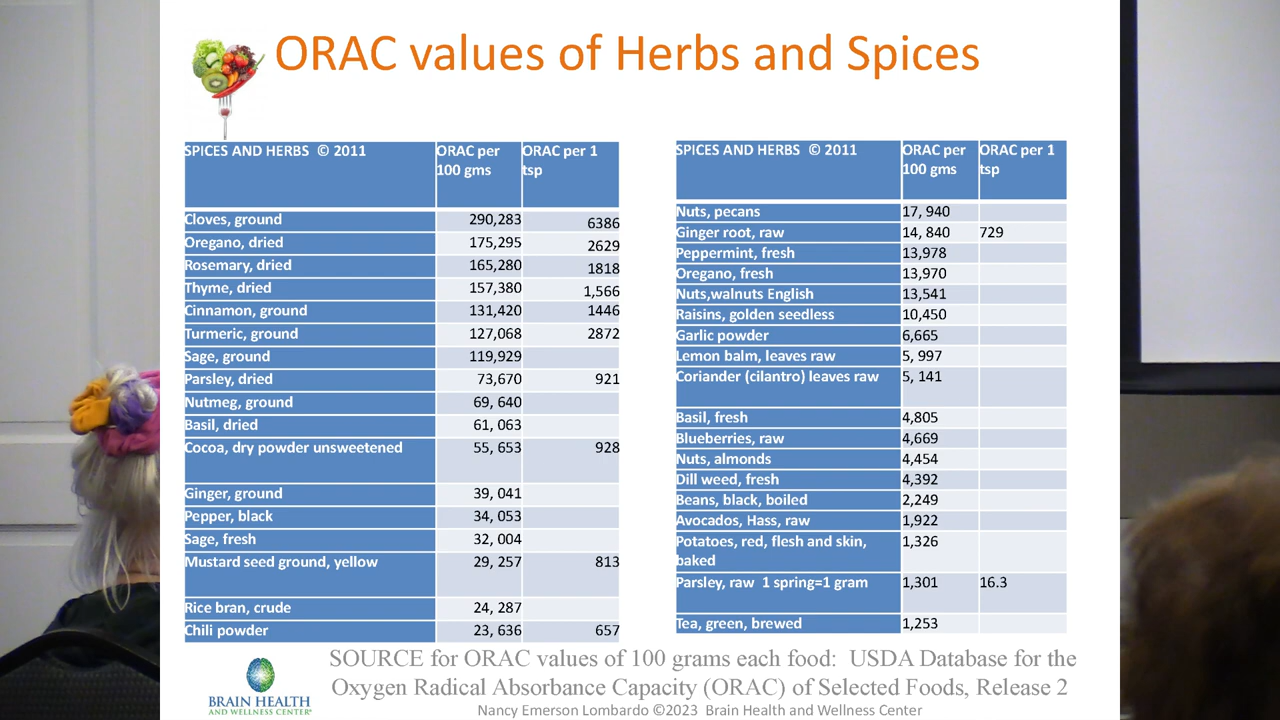 ORAC values of Herbs and Spices
SPICES AND HERBS © 2011 ORAC per 100 gms ORAC per 1 tsp
Cloves, ground 290,283 6386
Oregano, dried 175,295 2629
Rosemary, dried 165,280 1818
Thyme, dried 157,380 1,566
Cinnamon, ground 131,420 1446
Turmeric, ground 127,068 2872
Sage, ground 119,929
Parsley, dried 73,670 921
Nutmeg, ground 69, 640
Basil, dried 61, 063
Cocoa, dry powder unsweetened 55, 653 928
Ginger, ground 39, 041
Pepper, black 34, 053
Sage, fresh 32, 004
Mustard seed ground, yellow 29, 257 813
Rice bran, crude 24, 287
Chili powder 23, 636 657
SPICES AND HERBS © 2011 ORAC per 100 gms ORAC per 1 tsp
Nuts, pecans 17, 940
Ginger root, raw 14, 840 729
Peppermint, fresh 13,978
Oregano, fresh 13,970
Nuts,walnuts English 13,541
Raisins, golden seedless 10,450
Garlic powder 6,665
Lemon balm, leaves raw 5, 997
Coriander (cilantro) leaves raw 5, 141
Basil, fresh 4,805
Blueberries, raw 4,669
Nuts, almonds 4,454
Dill weed, fresh 4,392
Beans, black, boiled 2,249
Avocados, Hass, raw 1,922
Potatoes, red, flesh and skin, baked 1,326
Parsley, raw 1 spring=1 gram 1,301 16.3
Tea, green, brewed 1,253
SOURCE for ORAC values of 100 grams each food: USDA Database for the
Oxygen Radical Absorbance Capacity (ORAC) of Selected Foods, Release 2
BRAIN HEALTH
AND WELLNESS CENTER®
Nancy Emerson Lombardo ©2023 Brain Health and Wellness Center